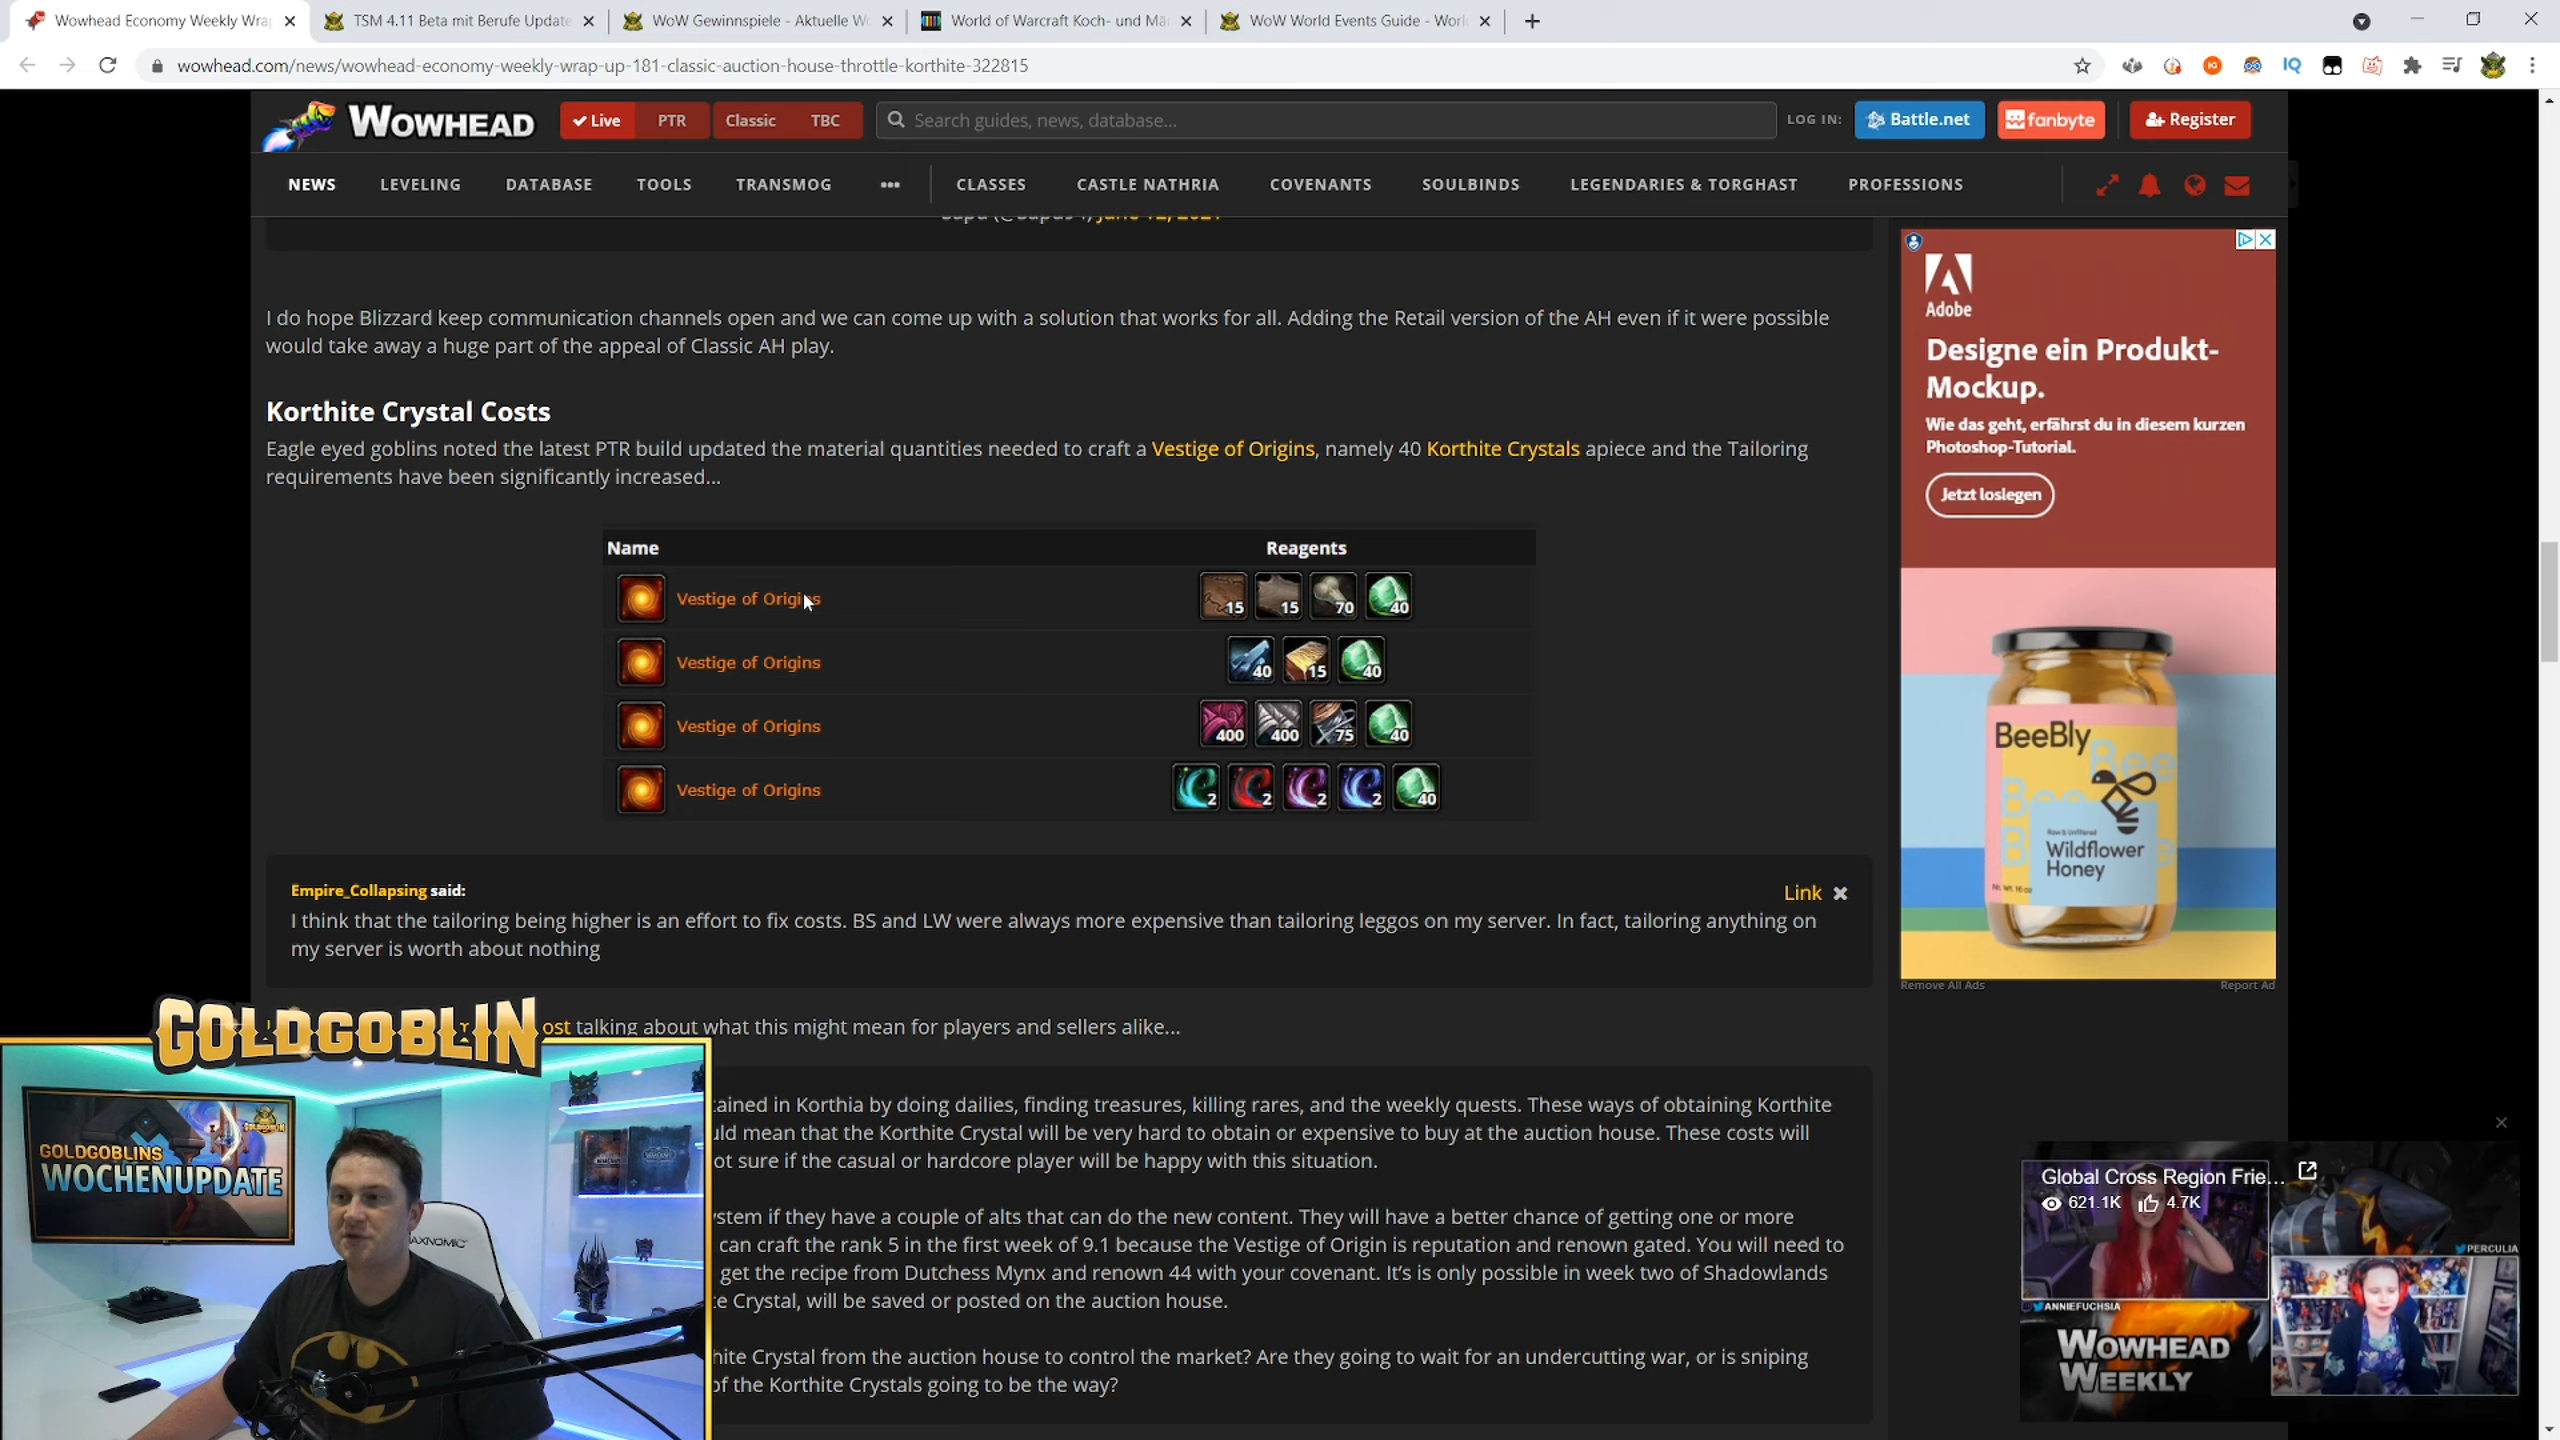 Wowhead Economy Weekly Wrap
TSM 4.11 Beta mit Berufe Update
WoW Gewinnspiele - Aktuelle Wo
World of Warcraft Koch- und Mä
WoW World Events Guide - Worl
wowhead.com/news/wowhead-economy-weekly-wrap-up-181-classic-auction-house-throttle-korthite-322815
WOWHEAD
Live
PTR
Classic
TBC
Search guides, news, database...
LOG IN:
Battle.net
fanbyte
Register
NEWS
LEVELING
DATABASE
TOOLS
TRANSMOG
CLASSES
CASTLE NATHRIA
COVENANTS
SOULBINDS
LEGENDARIES & TORGHAST
PROFESSIONS
I do hope Blizzard keep communication channels open and we can come up with a solution that works for all. Adding the Retail version of the AH even if it were possible
would take away a huge part of the appeal of Classic AH play.
Korthite Crystal Costs
Eagle eyed goblins noted the latest PTR build updated the material quantities needed to craft a Vestige of Origins, namely 40 Korthite Crystals apiece and the Tailoring
requirements have been significantly increased...
Name Reagents
Vestige of Origins 15 15 70 40
Vestige of Origins 40 15 40
Vestige of Origins 400 400 75 40
Vestige of Origins 2 2 2 2 40
Empire_Collapsing said:
Link
I think that the tailoring being higher is an effort to fix costs. BS and LW were always more expensive than tailoring leggos on my server. In fact, tailoring anything on
my server is worth about nothing
ost talking about what this might mean for players and sellers alike...
tained in Korthia by doing dailies, finding treasures, killing rares, and the weekly quests. These ways of obtaining Korthite
uld mean that the Korthite Crystal will be very hard to obtain or expensive to buy at the auction house. These costs will
ot sure if the casual or hardcore player will be happy with this situation.
ystem if they have a couple of alts that can do the new content. They will have a better chance of getting one or more
can craft the rank 5 in the first week of 9.1 because the Vestige of Origin is reputation and renown gated. You will need to
get the recipe from Dutchess Mynx and renown 44 with your covenant. It's is only possible in week two of Shadowlands
e Crystal, will be saved or posted on the auction house.
hite Crystal from the auction house to control the market? Are they going to wait for an undercutting war, or is sniping
of the Korthite Crystals going to be the way?
Adobe
Designe ein Produkt-
Mockup.
Wie das geht, erfährst du in diesem kurzen
Photoshop-Tutorial.
Jetzt loslegen
BeeBly
Raw & Unfiltered
Wildflower
Honey
Remove All Ads
Report Ad
GOLDGOBLIN
GOLDGOBLINS
WOCHENUPDATE
MAXNOMIC
Global Cross Region Frie...
621.1K 4.7K
PERCULIA
ANNIEFUCHSIA
WOWHEAD
WEEKLY